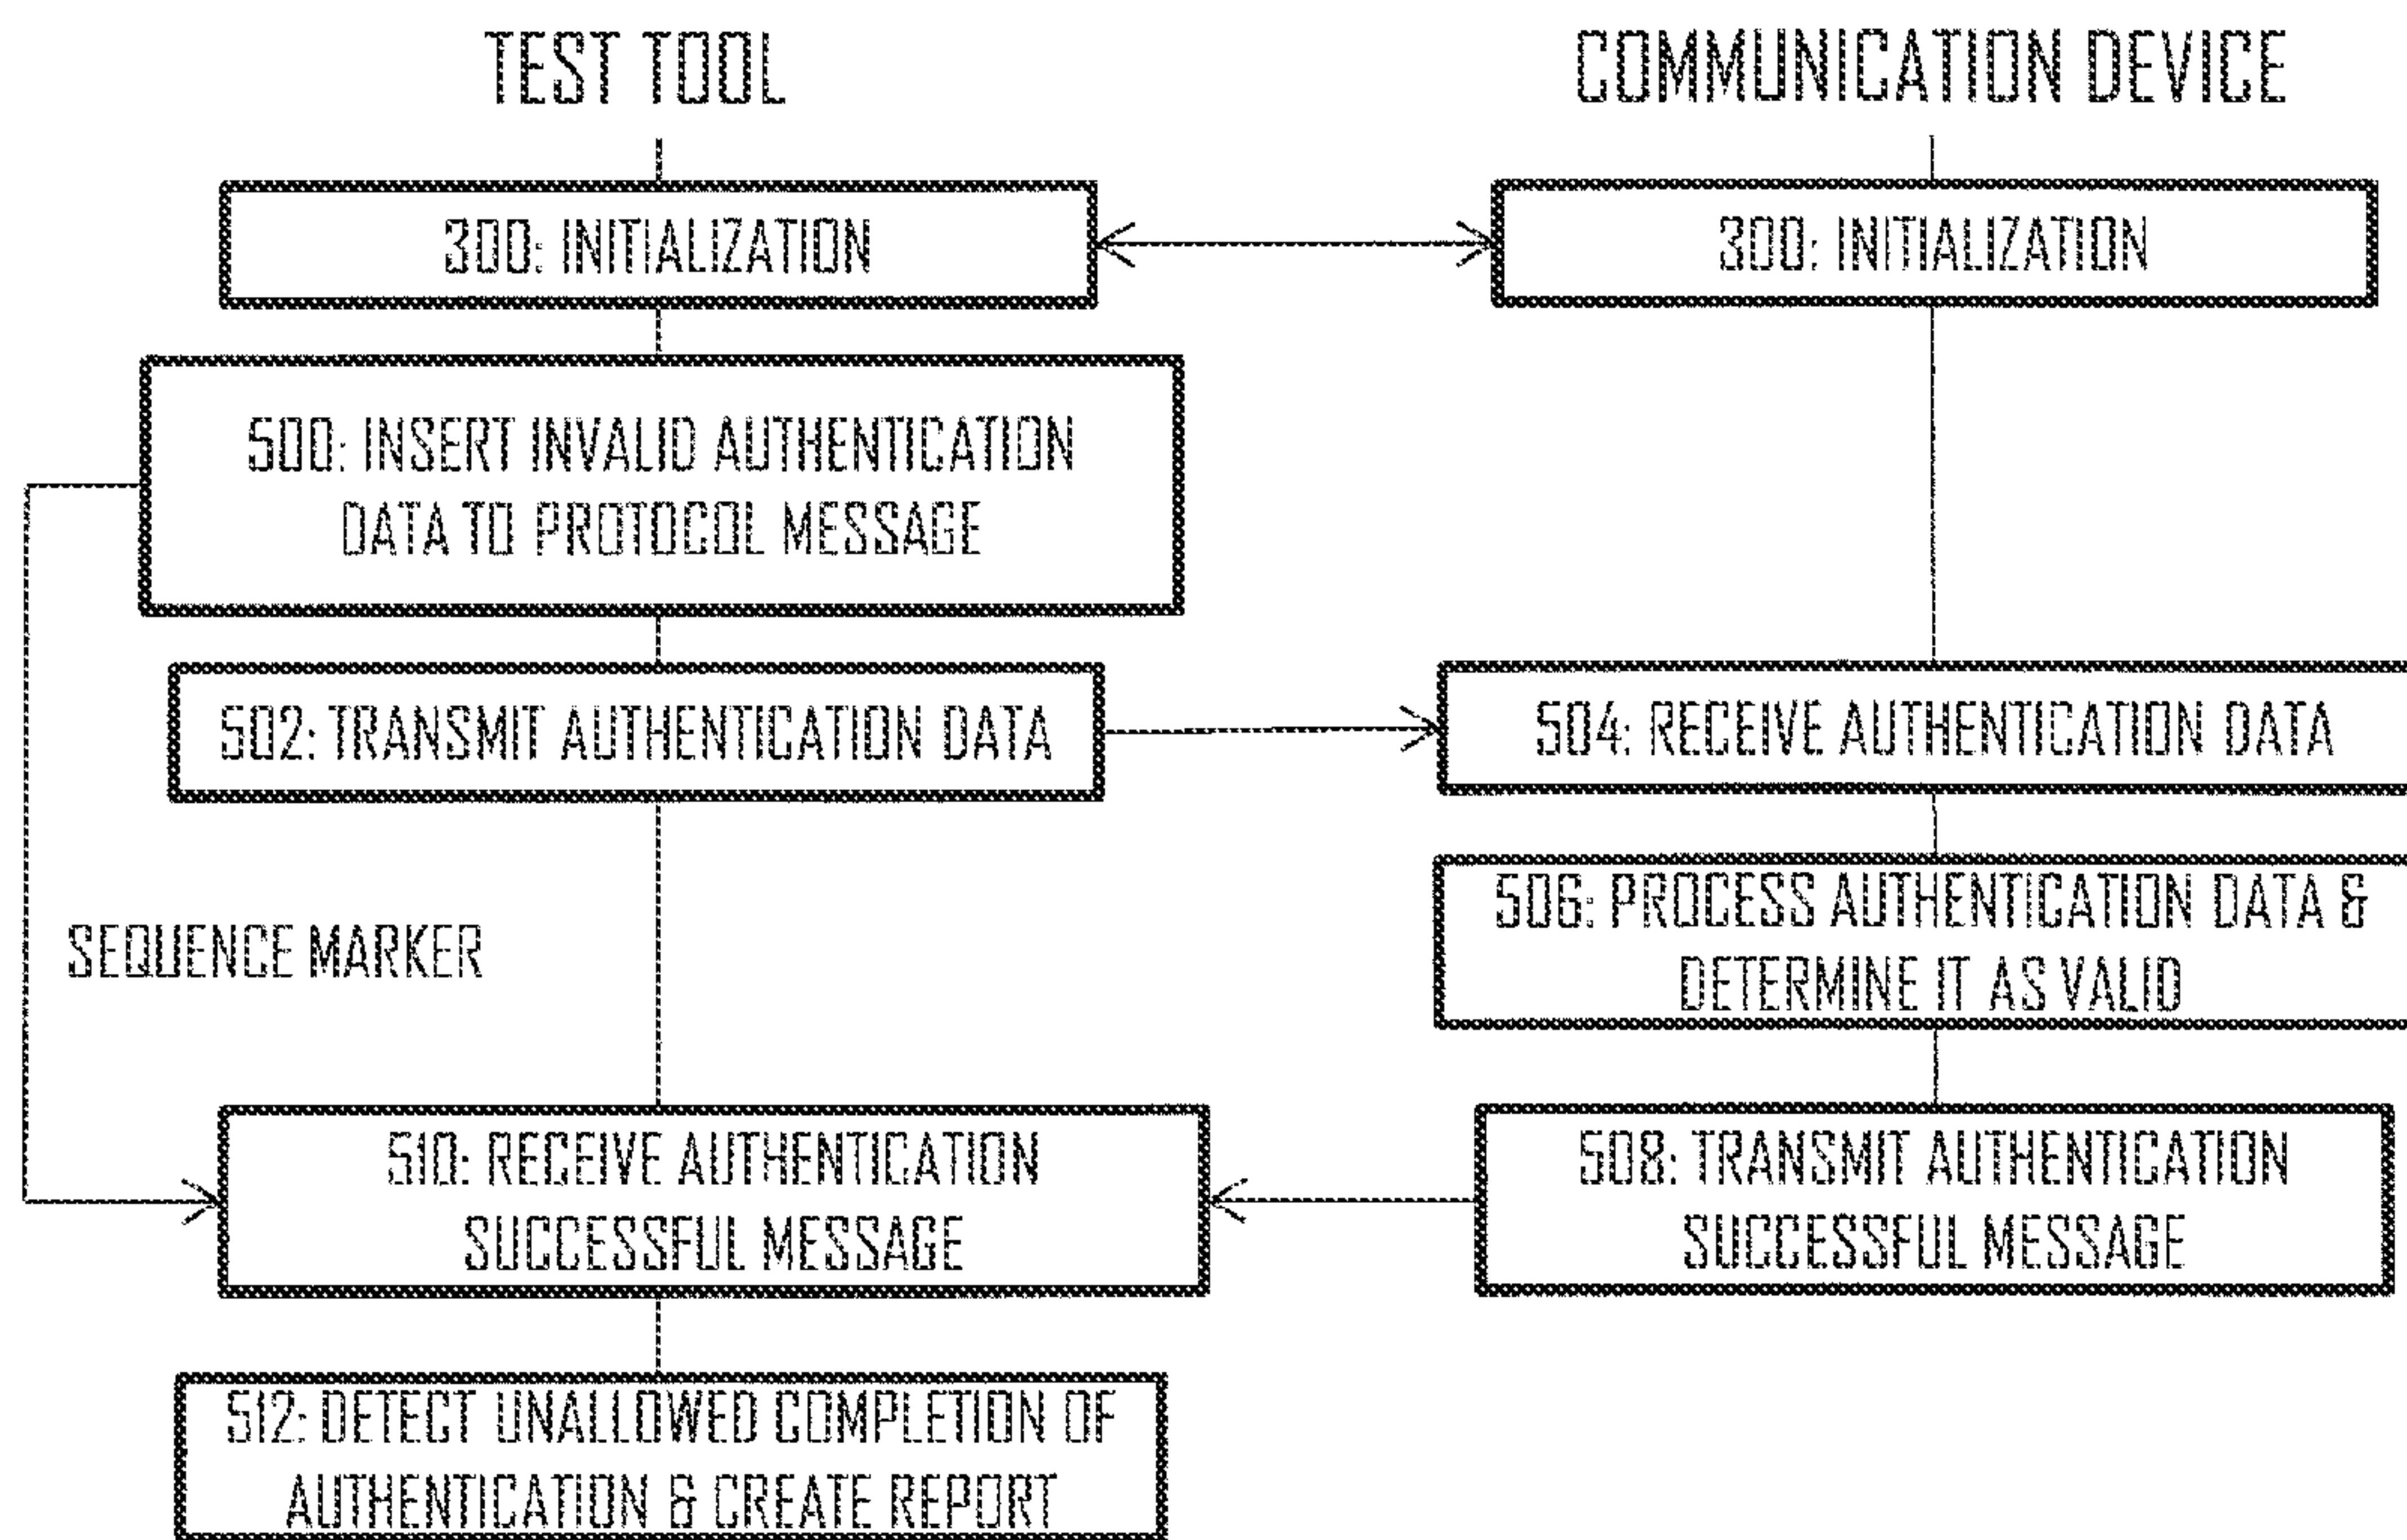 TEST TOOL
COMMUNICATION DEVICE
300: INITIALIZATION
300: INITIALIZATION
500: INSERT INVALID AUTHENTICATION
DATA TO PROTOCOL MESSAGE
502: TRANSMIT AUTHENTICATION DATA
504: RECEIVE AUTHENTICATION DATA
506: PROCESS AUTHENTICATION DATA &
DETERMINE IT AS VALID
SEQUENCE MARKER
510: RECEIVE AUTHENTICATION
SUCCESSFUL MESSAGE
508: TRANSMIT AUTHENTICATION
SUCCESSFUL MESSAGE
512: DETECT UNALLOWED COMPLETION OF
AUTHENTICATION & CREATE REPORT